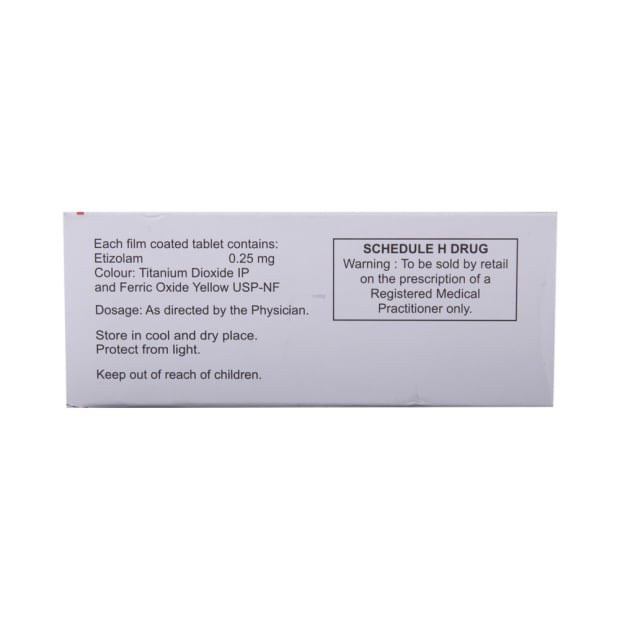 Each film coated tablet contains:
Etizolam 0.25 mg
Colour: Titanium Dioxide IP
and Ferric Oxide Yellow USP-NF
Dosage: As directed by the Physician.
Store in cool and dry place.
Protect from light.
Keep out of reach of children.
SCHEDULE H DRUG
Warning : To be sold by retail
on the prescription of a
Registered Medical
Practitioner only.